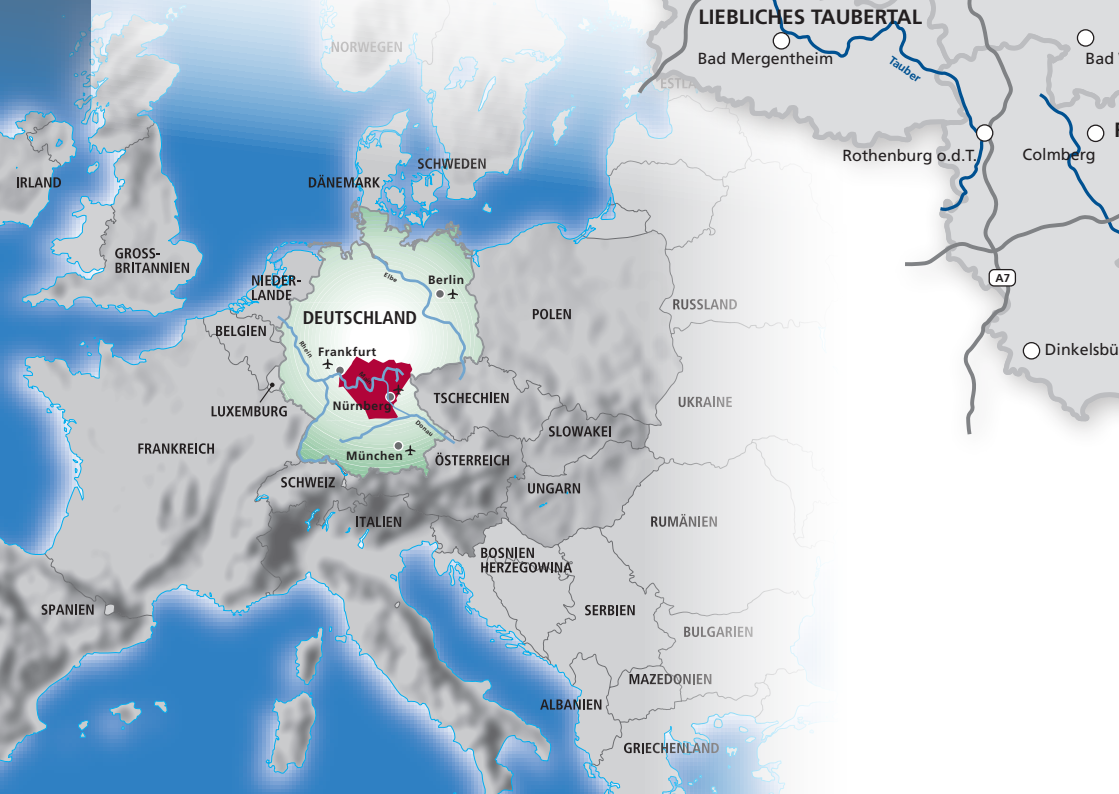 LIEBLICHES TAUBERTAL
Bad Mergentheim
Tauber
Bad
Rothenburg o.d.T.
Colmberg
A7
Dinkelsbü
NORWEGEN
SCHWEDEN
DÄNEMARK
IRLAND
GROSS-
BRITANNIEN
NIEDER-
LANDE
Elbe
Berlin
DEUTSCHLAND
POLEN
RUSSLAND
BELGIEN
Rhein
Frankfurt
LUXEMBURG
Nürnberg
TSCHECHIEN
UKRAINE
Donau
SLOWAKEI
FRANKREICH
München
ÖSTERREICH
SCHWEIZ
UNGARN
ITALIEN
RUMÄNIEN
BOSNIEN
HERZEGOWINA
SPANIEN
SERBIEN
BULGARIEN
MAZEDONIEN
ALBANIEN
GRIECHENLAND